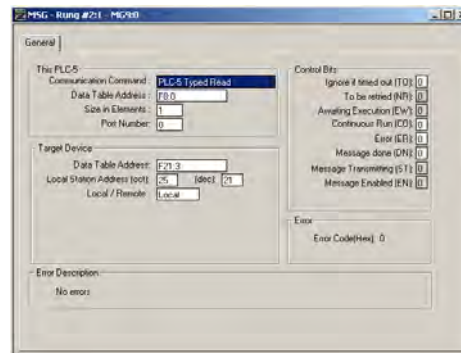 MSG - Rung #2:1 - MG9:0
General
This PLC-5
Communication Command : PLC-5 Typed Read
Data Table Address : F8:0
Size in Elements : 1
Port Number: 0
Target Device
Data Table Address: F21:3
Local Station Address (oct): 25 (dec): 21
Local / Remote : Local
Control Bits
Ignore if timed out (TO): 0
To be retried (NR): 0
Awaiting Execution (EW): 0
Continuous Run (CO): 0
Error (ER): 0
Message done (DN): 0
Message Transmitting (ST): 0
Message Enabled (EN): 0
Error
Error Code(Hex): 0
Error Description
No errors